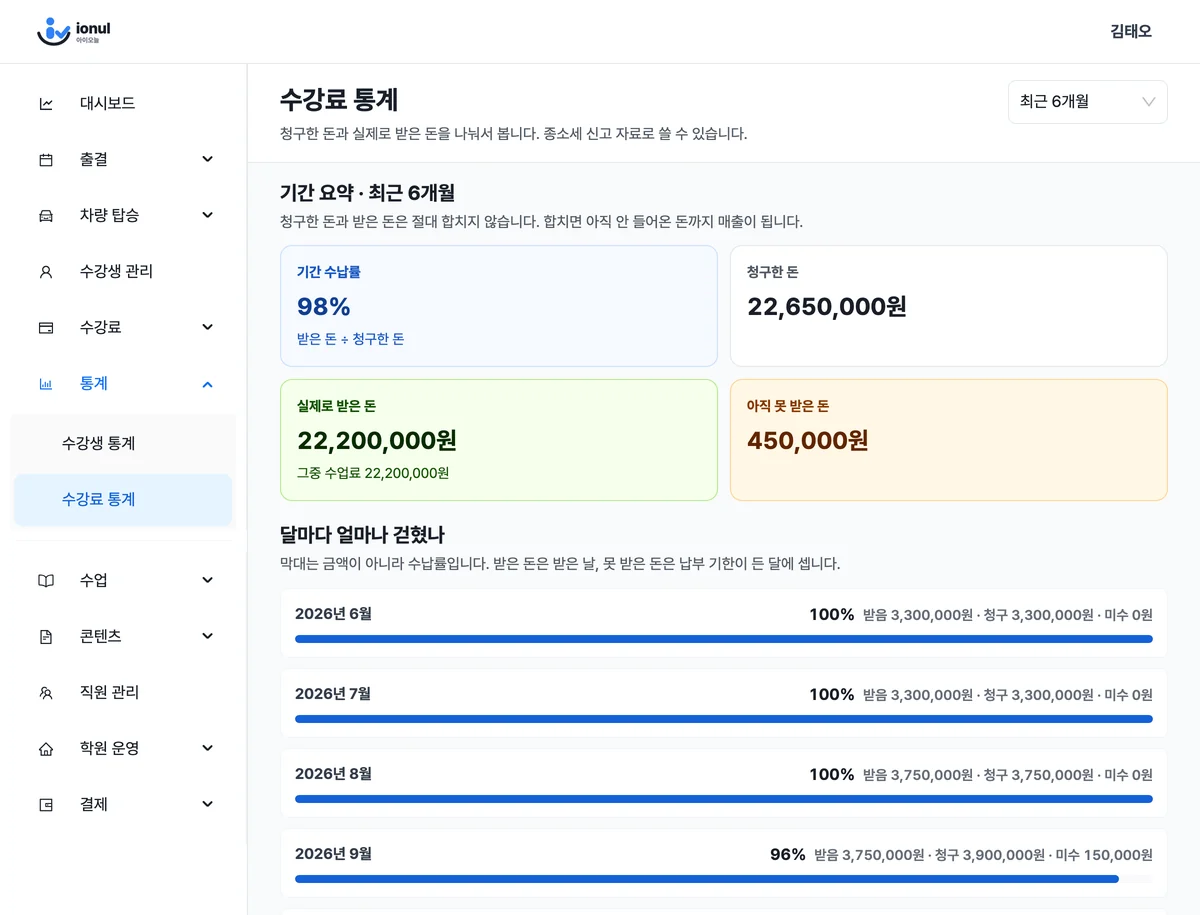 ionul
아이오늘
김태오
대시보드
출결
차량 탑승
수강생 관리
수강료
통계
수강생 통계
수강료 통계
수업
콘텐츠
직원 관리
학원 운영
결제
수강료 통계
청구한 돈과 실제로 받은 돈을 나눠서 봅니다. 종소세 신고 자료로 쓸 수 있습니다.
최근 6개월
기간 요약 · 최근 6개월
청구한 돈과 받은 돈은 절대 합치지 않습니다. 합치면 아직 안 들어온 돈까지 매출이 됩니다.
기간 수납률
98%
받은 돈 ÷ 청구한 돈
청구한 돈
22,650,000원
실제로 받은 돈
22,200,000원
그중 수업료 22,200,000원
아직 못 받은 돈
450,000원
달마다 얼마나 걷혔나
막대는 금액이 아니라 수납률입니다. 받은 돈은 받은 날, 못 받은 돈은 납부 기한이 든 달에 셉니다.
2026년 6월
100% 받음 3,300,000원 · 청구 3,300,000원 · 미수 0원
2026년 7월
100% 받음 3,300,000원 · 청구 3,300,000원 · 미수 0원
2026년 8월
100% 받음 3,750,000원 · 청구 3,750,000원 · 미수 0원
2026년 9월
96% 받음 3,750,000원 · 청구 3,900,000원 · 미수 150,000원